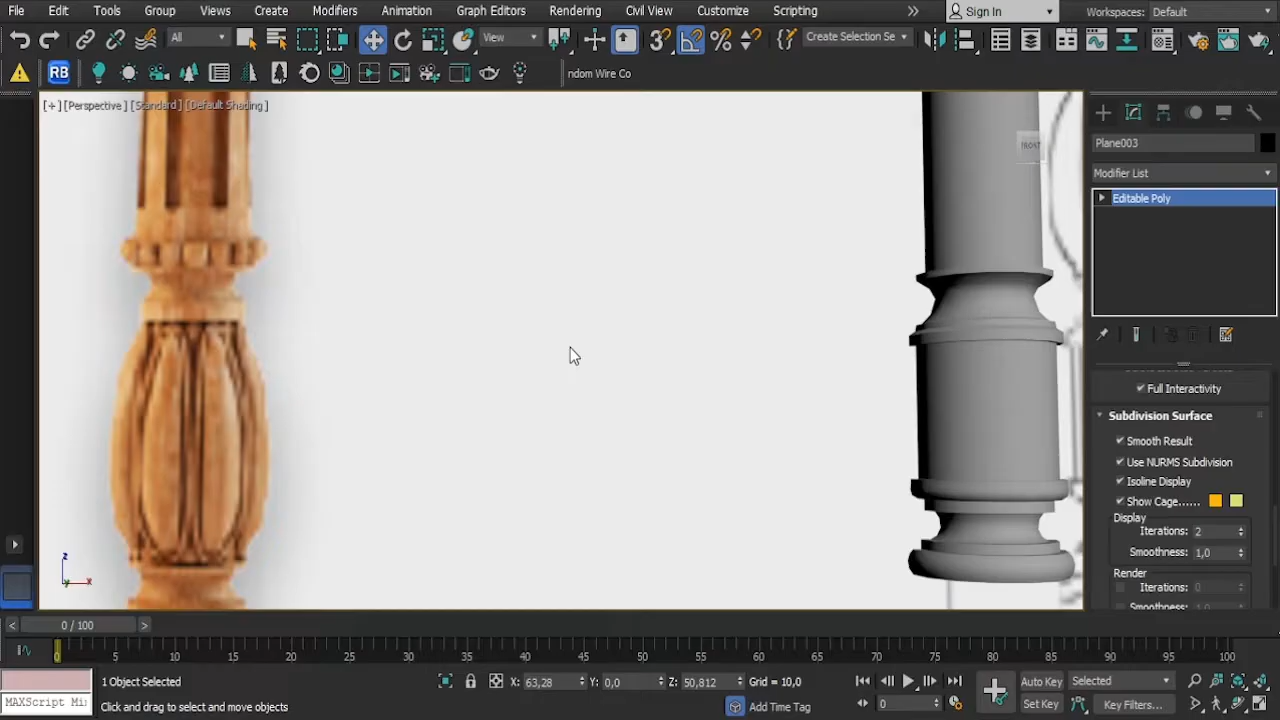 File Edit Tools Group Views Create Modifiers Animation Graph Editors Rendering Civil View Customize Scripting Sign In Workspaces: Default
All View Create Selection Se
RB ndom Wire Co
[+][Perspective][Standard][Default Shading]
FRONT
Plane003
Modifier List
Editable Poly
Full Interactivity
Subdivision Surface
Smooth Result
Use NURMS Subdivision
Isoline Display
Show Cage......
Display
Iterations: 2
Smoothness: 1,0
Render
Iterations: 0
Smoothness: 1,0
z
y x
0 / 100
0 5 10 15 20 25 30 35 40 45 50 55 60 65 70 75 80 85 90 95 100
1 Object Selected X: 63,28 Y: 0,0 Z: 50,812 Grid = 10,0 Auto Key Selected
MAXScript Mi Click and drag to select and move objects Add Time Tag 0 Set Key Key Filters...